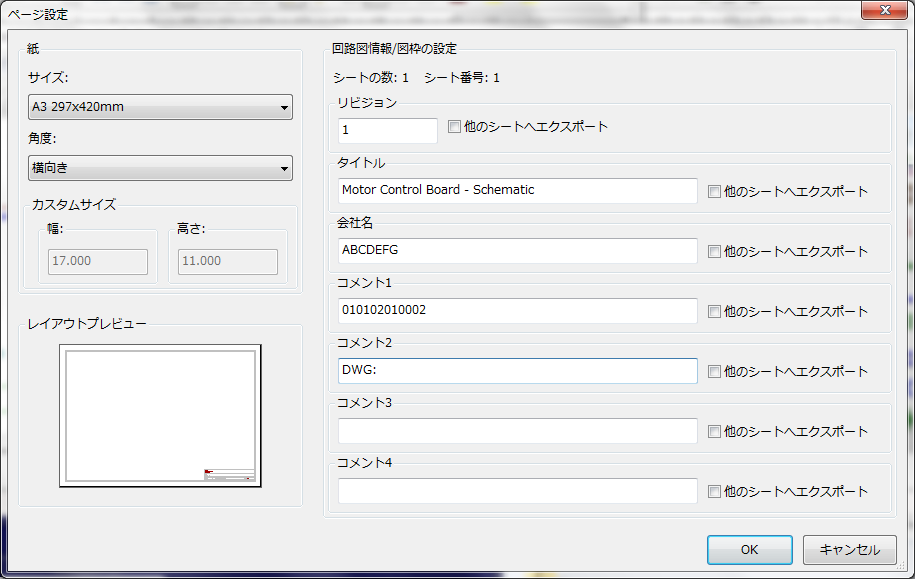 ページ設定
紙
サイズ:
A3 297x420mm
角度:
横向き
カスタムサイズ
幅:
高さ:
17.000
11.000
レイアウトプレビュー
回路図情報/図枠の設定
シートの数: 1 シート番号: 1
リビジョン
1
他のシートへエクスポート
タイトル
Motor Control Board - Schematic
他のシートへエクスポート
会社名
ABCDEFG
他のシートへエクスポート
コメント1
010102010002
他のシートへエクスポート
コメント2
DWG:
他のシートへエクスポート
コメント3
他のシートへエクスポート
コメント4
他のシートへエクスポート
OK
キャンセル